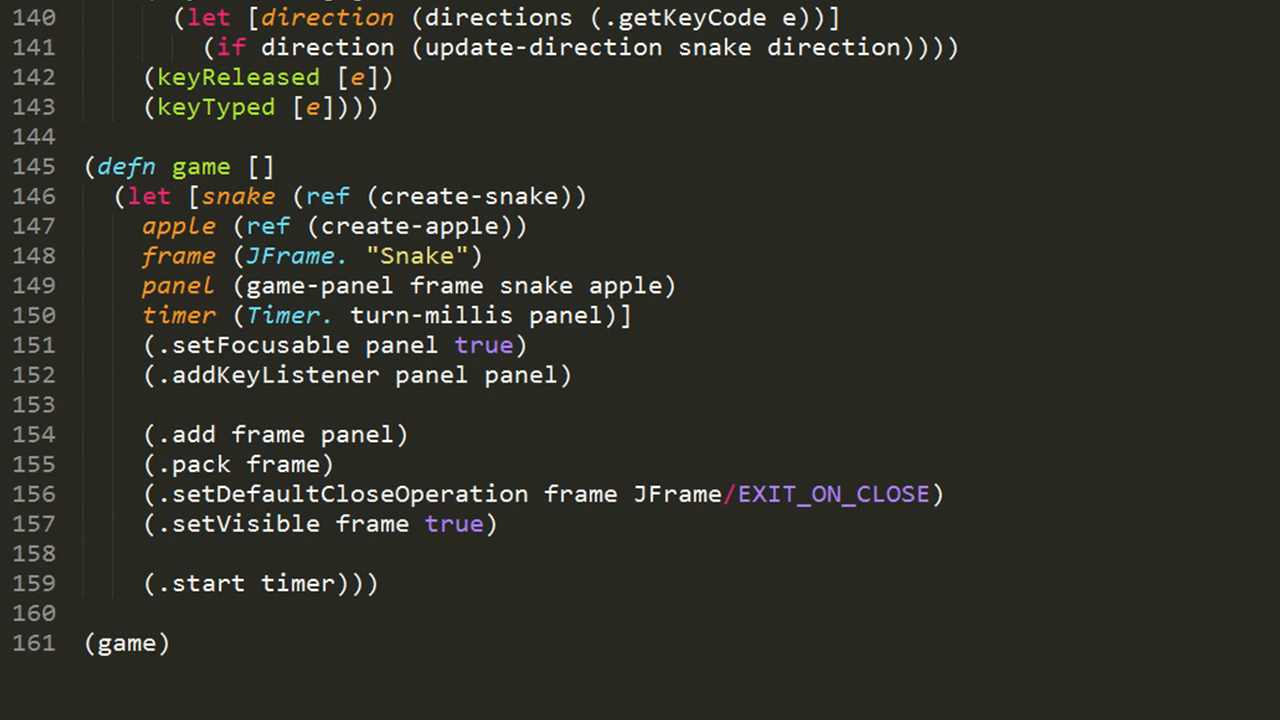 140 (let [direction (directions (.getKeyCode e))]
141 (if direction (update-direction snake direction))))
142 (keyReleased [e])
143 (keyTyped [e])))
144
145 (defn game []
146 (let [snake (ref (create-snake))
147 apple (ref (create-apple))
148 frame (JFrame. "Snake")
149 panel (game-panel frame snake apple)
150 timer (Timer. turn-millis panel)]
151 (.setFocusable panel true)
152 (.addKeyListener panel panel)
153
154 (.add frame panel)
155 (.pack frame)
156 (.setDefaultCloseOperation frame JFrame/EXIT_ON_CLOSE)
157 (.setVisible frame true)
158
159 (.start timer)))
160
161 (game)